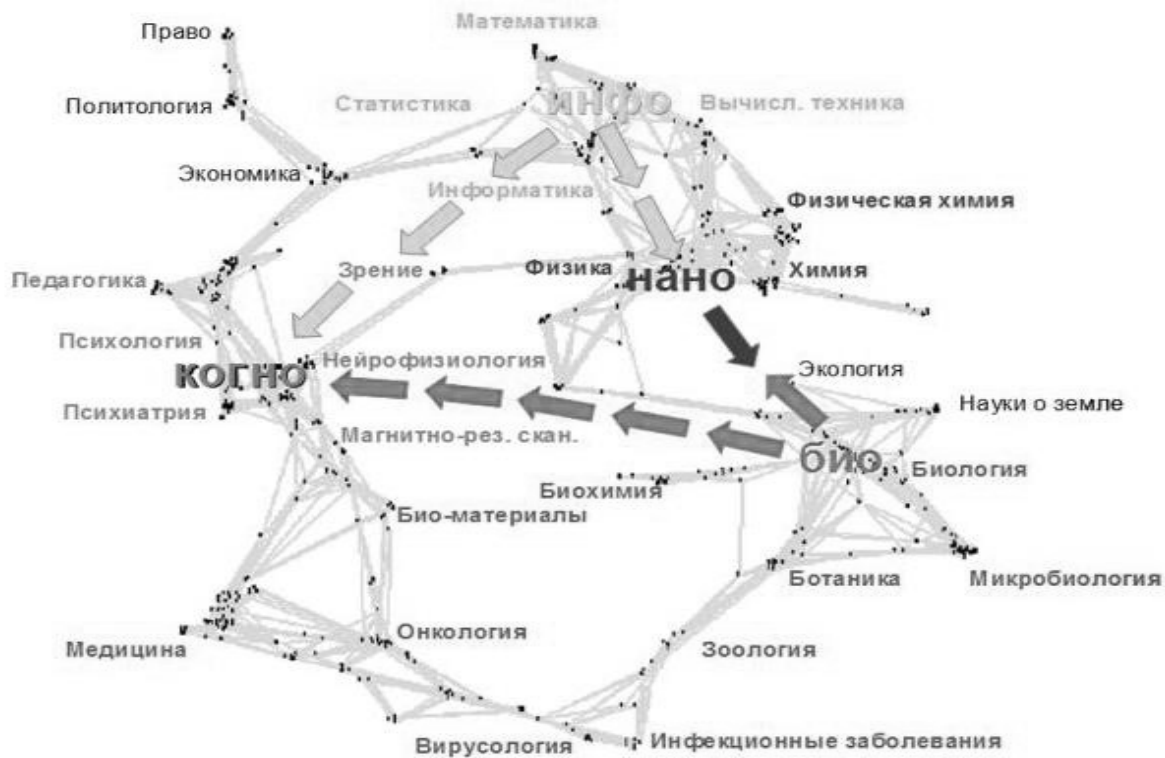 Математика
Право
Политология
Статистика
инфо
Вычисл. техника
Экономика
Информатика
Физическая химия
Педагогика
Зрение
Физика
нано
Химия
Психология
когно
Нейрофизиология
Экология
Психиатрия
Науки о земле
Магнитно-рез. скан.
био
Биология
Биохимия
Био-материалы
Ботаника
Микробиология
Онкология
Медицина
Зоология
Вирусология
Инфекционные заболевания